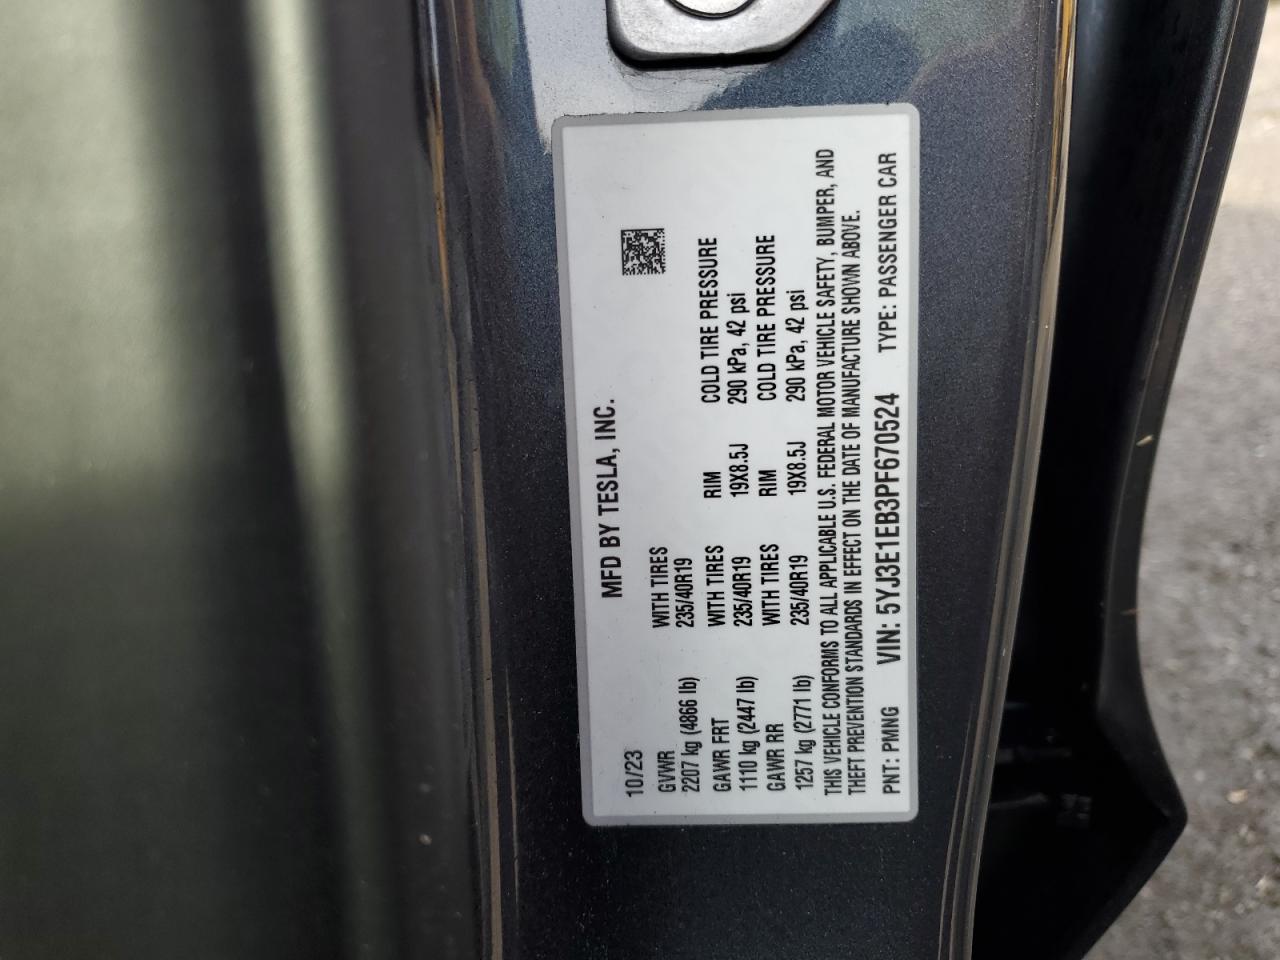 MFD BY TESLA, INC.
10/23
GVWR WITH TIRES
2207 kg (4866 lb) 235/40R19
GAWR FRT WITH TIRES RIM COLD TIRE PRESSURE
1110 kg (2447 lb) 235/40R19 19X8.5J 290 kPa, 42 psi
GAWR RR WITH TIRES RIM COLD TIRE PRESSURE
1257 kg (2771 lb) 235/40R19 19X8.5J 290 kPa, 42 psi
THIS VEHICLE CONFORMS TO ALL APPLICABLE U.S. FEDERAL MOTOR VEHICLE SAFETY, BUMPER, AND
THEFT PREVENTION STANDARDS IN EFFECT ON THE DATE OF MANUFACTURE SHOWN ABOVE.
PNT: PMNG VIN: 5YJ3E1EB3PF670524 TYPE: PASSENGER CAR